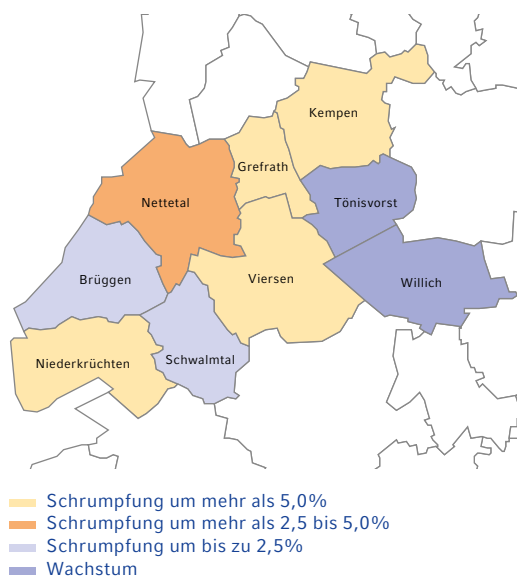 Kempen
Grefrath
Nettetal
Tönisvorst
Brüggen
Viersen
Willich
Niederkrüchten
Schwalmtal
Schrumpfung um mehr als 5,0%
Schrumpfung um mehr als 2,5 bis 5,0%
Schrumpfung um bis zu 2,5%
Wachstum